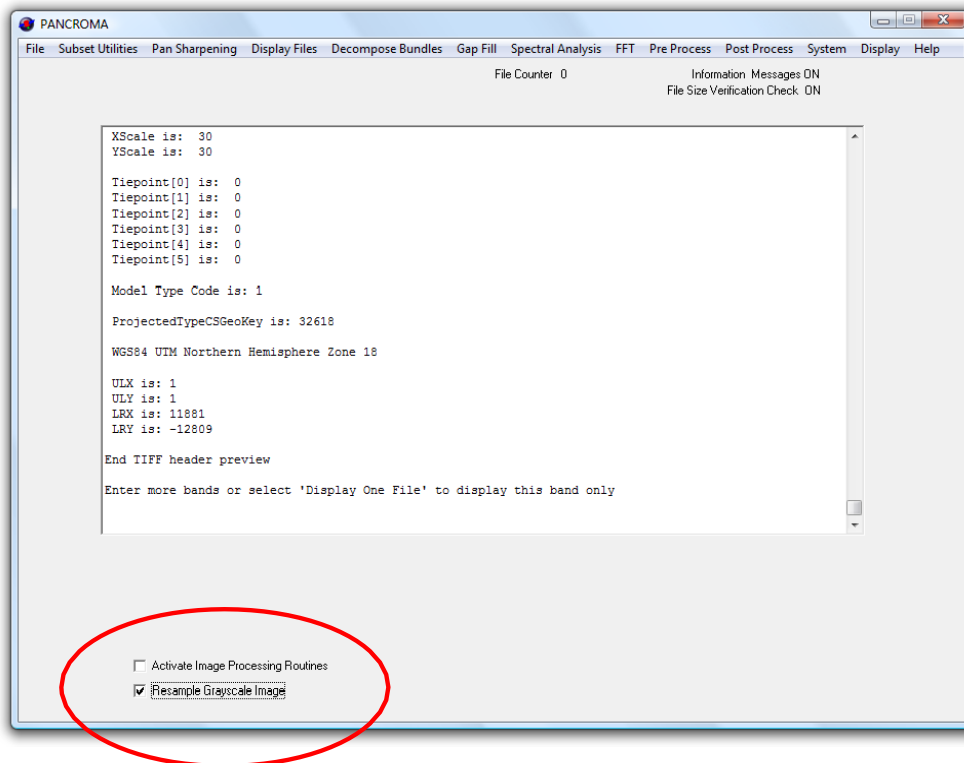 PANCROMA
File Subset Utilities Pan Sharpening Display Files Decompose Bundles Gap Fill Spectral Analysis FFT Pre Process Post Process System Display Help
File Counter 0 Information Messages ON
File Size Verification Check ON
XScale is: 30
YScale is: 30
Tiepoint[0] is: 0
Tiepoint[1] is: 0
Tiepoint[2] is: 0
Tiepoint[3] is: 0
Tiepoint[4] is: 0
Tiepoint[5] is: 0
Model Type Code is: 1
ProjectedTypeCSGeoKey is: 32618
WGS84 UTM Northern Hemisphere Zone 18
ULX is: 1
ULY is: 1
LRX is: 11881
LRY is: -12809
End TIFF header preview
Enter more bands or select 'Display One File' to display this band only
Activate Image Processing Routines
Resample Grayscale Image